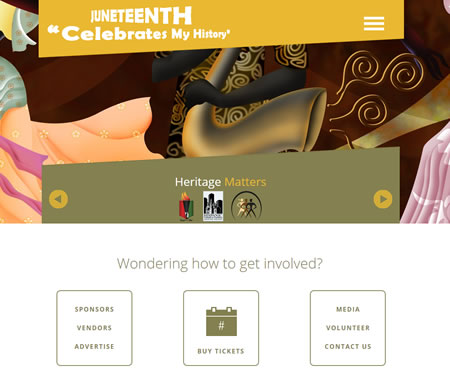 JUNETEENTH
"Celebrates My History"
Heritage Matters
Wondering how to get involved?
SPONSORS
VENDORS
ADVERTISE
#
BUY TICKETS
MEDIA
VOLUNTEER
CONTACT US